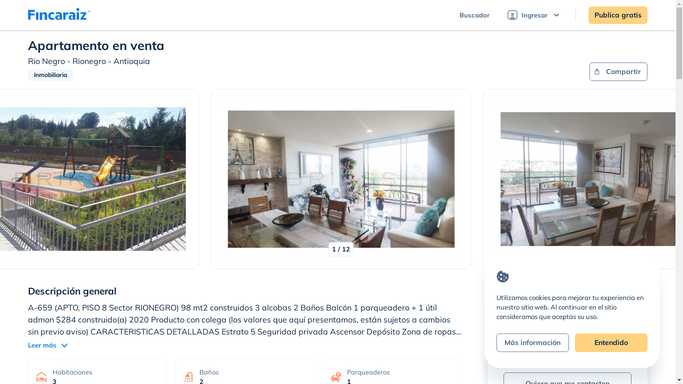 Fincaraiz
Buscador
Ingresar
Publica gratis
Apartamento en venta
Rio Negro - Rionegro - Antioquia
Inmobiliaria
Compartir
1 / 12
Descripción general
A-659 (APTO, PISO 8 Sector RIONEGRO) 98 mt2 construidos 3 alcobas 2 Baños Balcón 1 parqueadero + 1 útil
admon $284 construido(a) 2020 Producto con colega (los valores que aquí presentamos, están sujetos a cambios
sin previo aviso) CARACTERISTICAS DETALLADAS Estrato 5 Seguridad privada Ascensor Depósito Zona de ropas...
Leer más
Habitaciones
3
Baños
2
Parqueaderos
1
Utilizamos cookies para mejorar tu experiencia en
nuestro sitio web. Al continuar en el sitio
consideramos que aceptas su uso.
Más información
Entendido
Quiero que me contacten